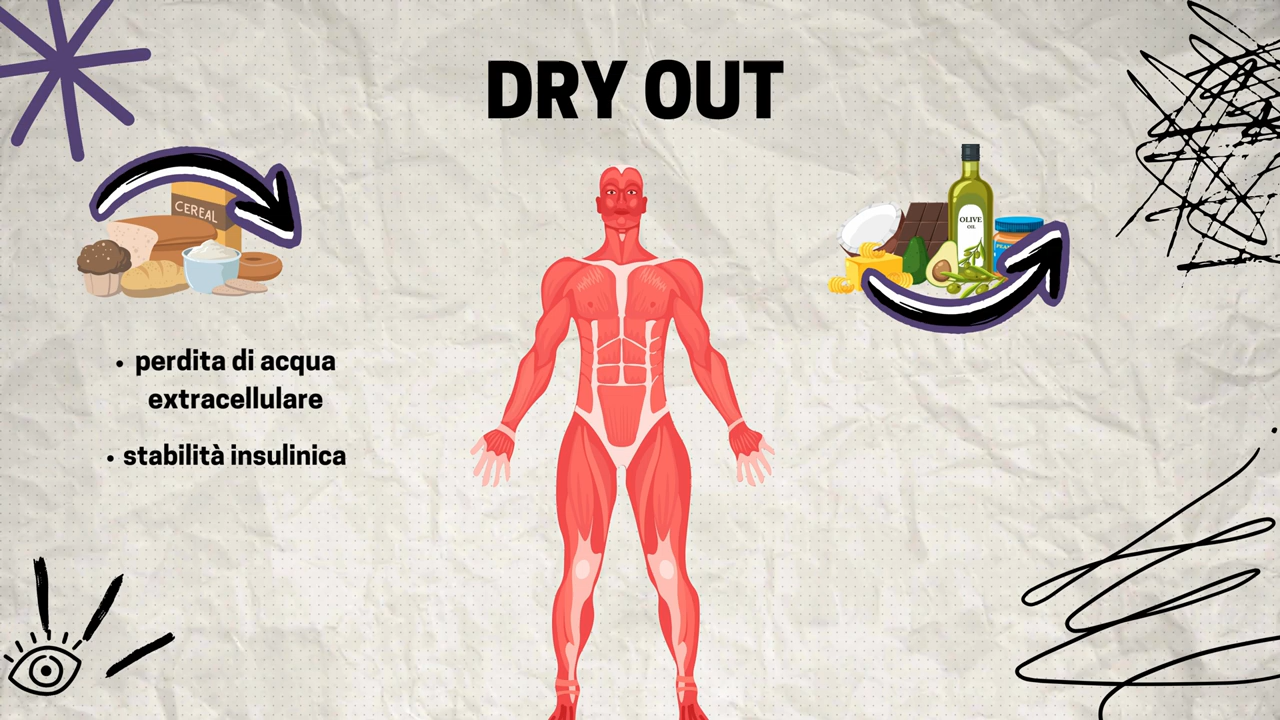 DRY OUT
CEREAL
OLIVE
OIL
• perdita di acqua
extracellulare
• stabilità insulinica